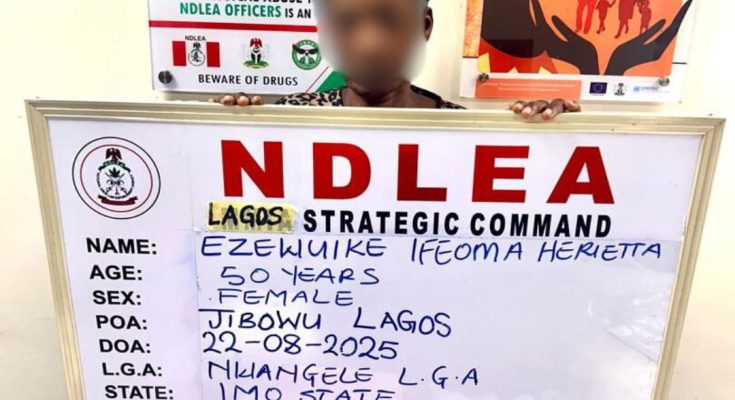 NDLEA OFFICERS IS AN
NDLEA
BEWARE OF DRUGS
NDLEA
LAGOS STRATEGIC COMMAND
NAME: EZEWUIKE IFEOMA HERIETTA
AGE: 50 YEARS
SEX: FEMALE
POA: JIBOWU LAGOS
DOA: 22-08-2025
L.G.A: NKWANGELE L.G.A
STATE: IMO STATE